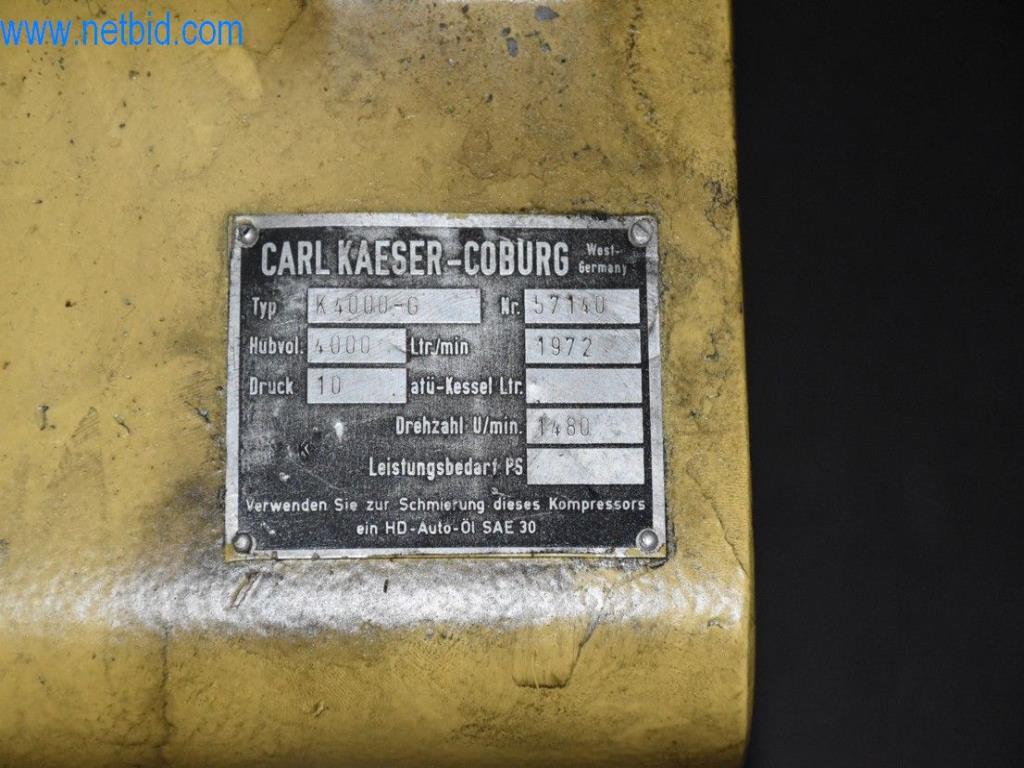 www.netbid.com
CARL KAESER-COBURG West-Germany
Typ K4000-G Nr. 57140
Hubvol. 4000 Ltr/min 1972
Druck 10 atü-Kessel Ltr.
Drehzahl U/min. 1480
Leistungsbedarf PS
Verwenden Sie zur Schmierung dieses Kompressors
ein HD-Auto-Öl SAE 30